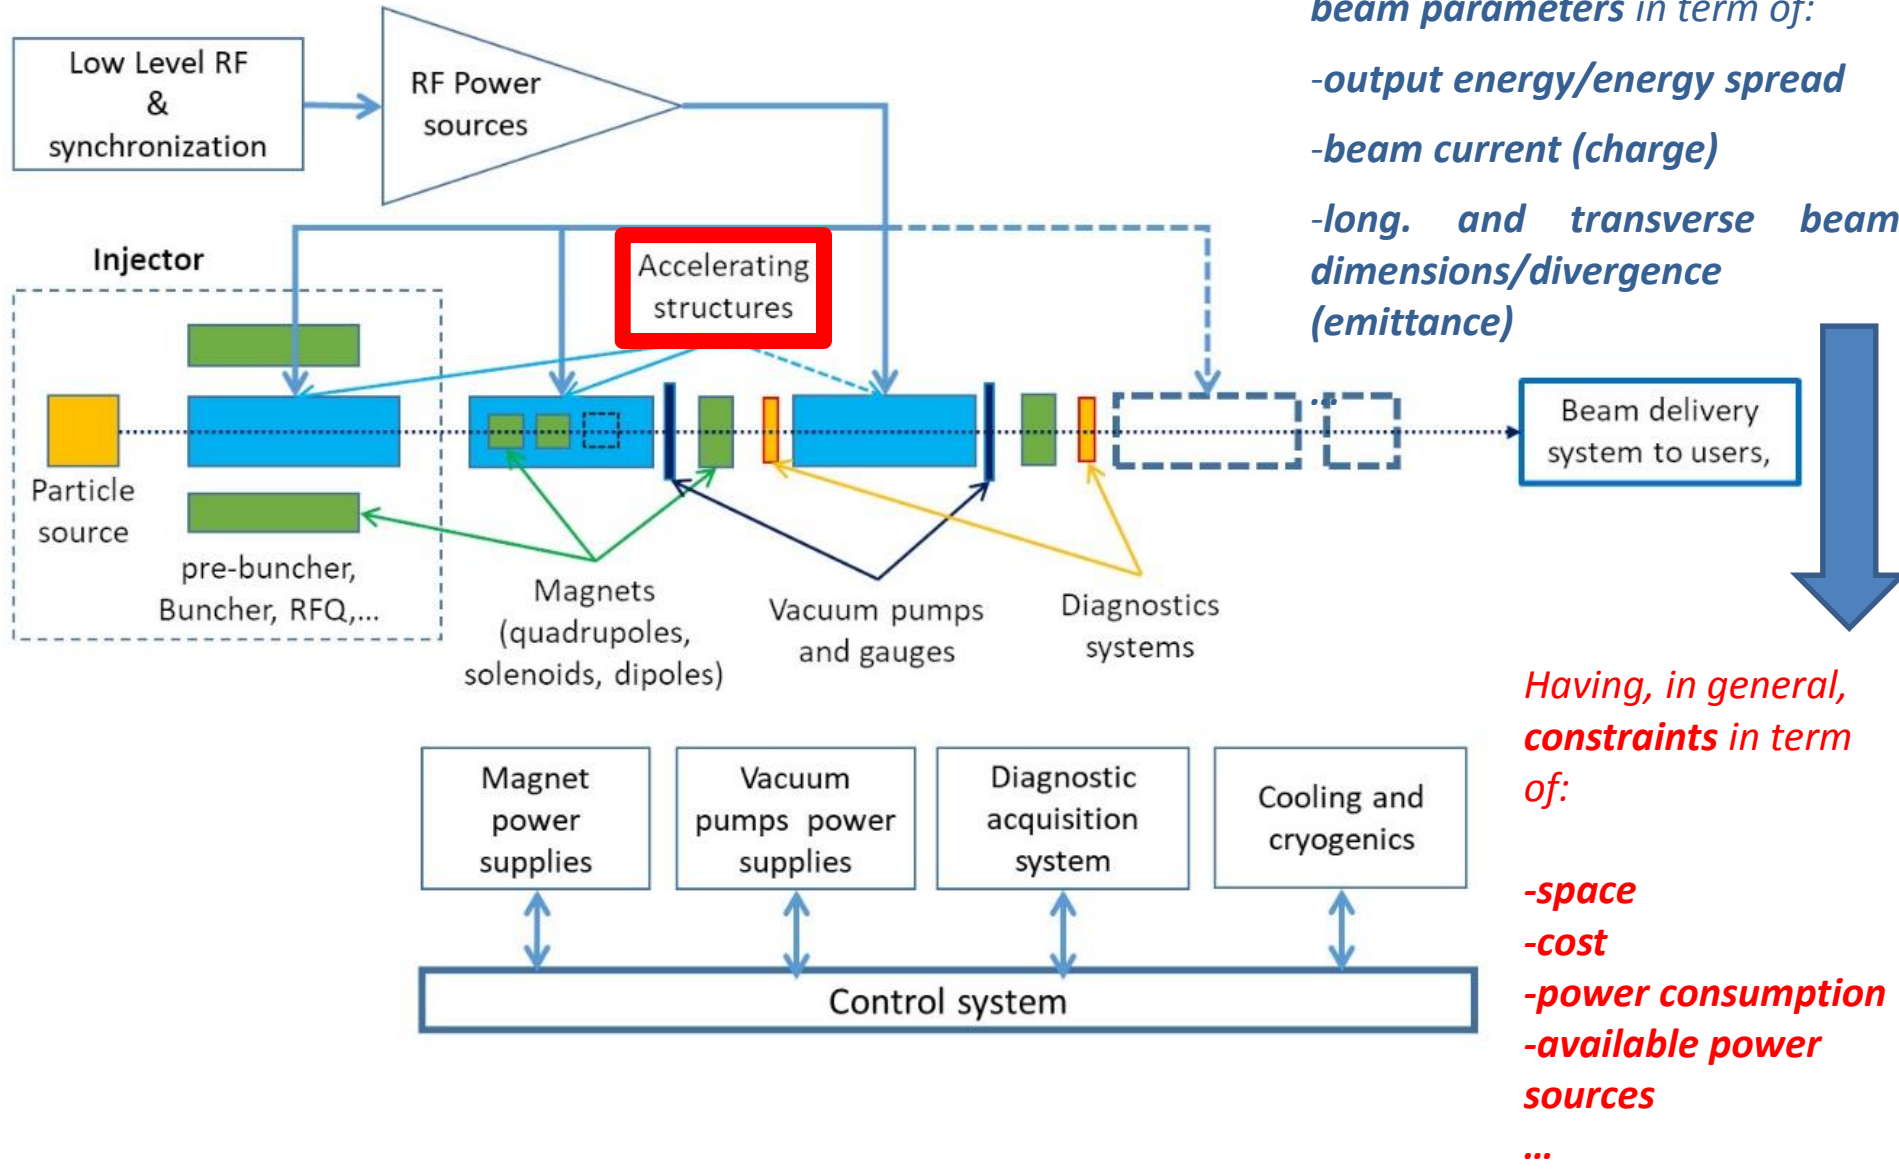 beam parameters in term of:
-output energy/energy spread
-beam current (charge)
-long. and transverse beam
dimensions/divergence
(emittance)
…
Low Level RF
&
synchronization
RF Power
sources
Injector
Accelerating
structures
Particle
source
pre-buncher,
Buncher, RFQ,...
Magnets
(quadrupoles,
solenoids, dipoles)
Vacuum pumps
and gauges
Diagnostics
systems
Beam delivery
system to users,
Having, in general,
constraints in term
of:
-space
-cost
-power consumption
-available power
sources
…
Magnet
power
supplies
Vacuum
pumps power
supplies
Diagnostic
acquisition
system
Cooling and
cryogenics
Control system